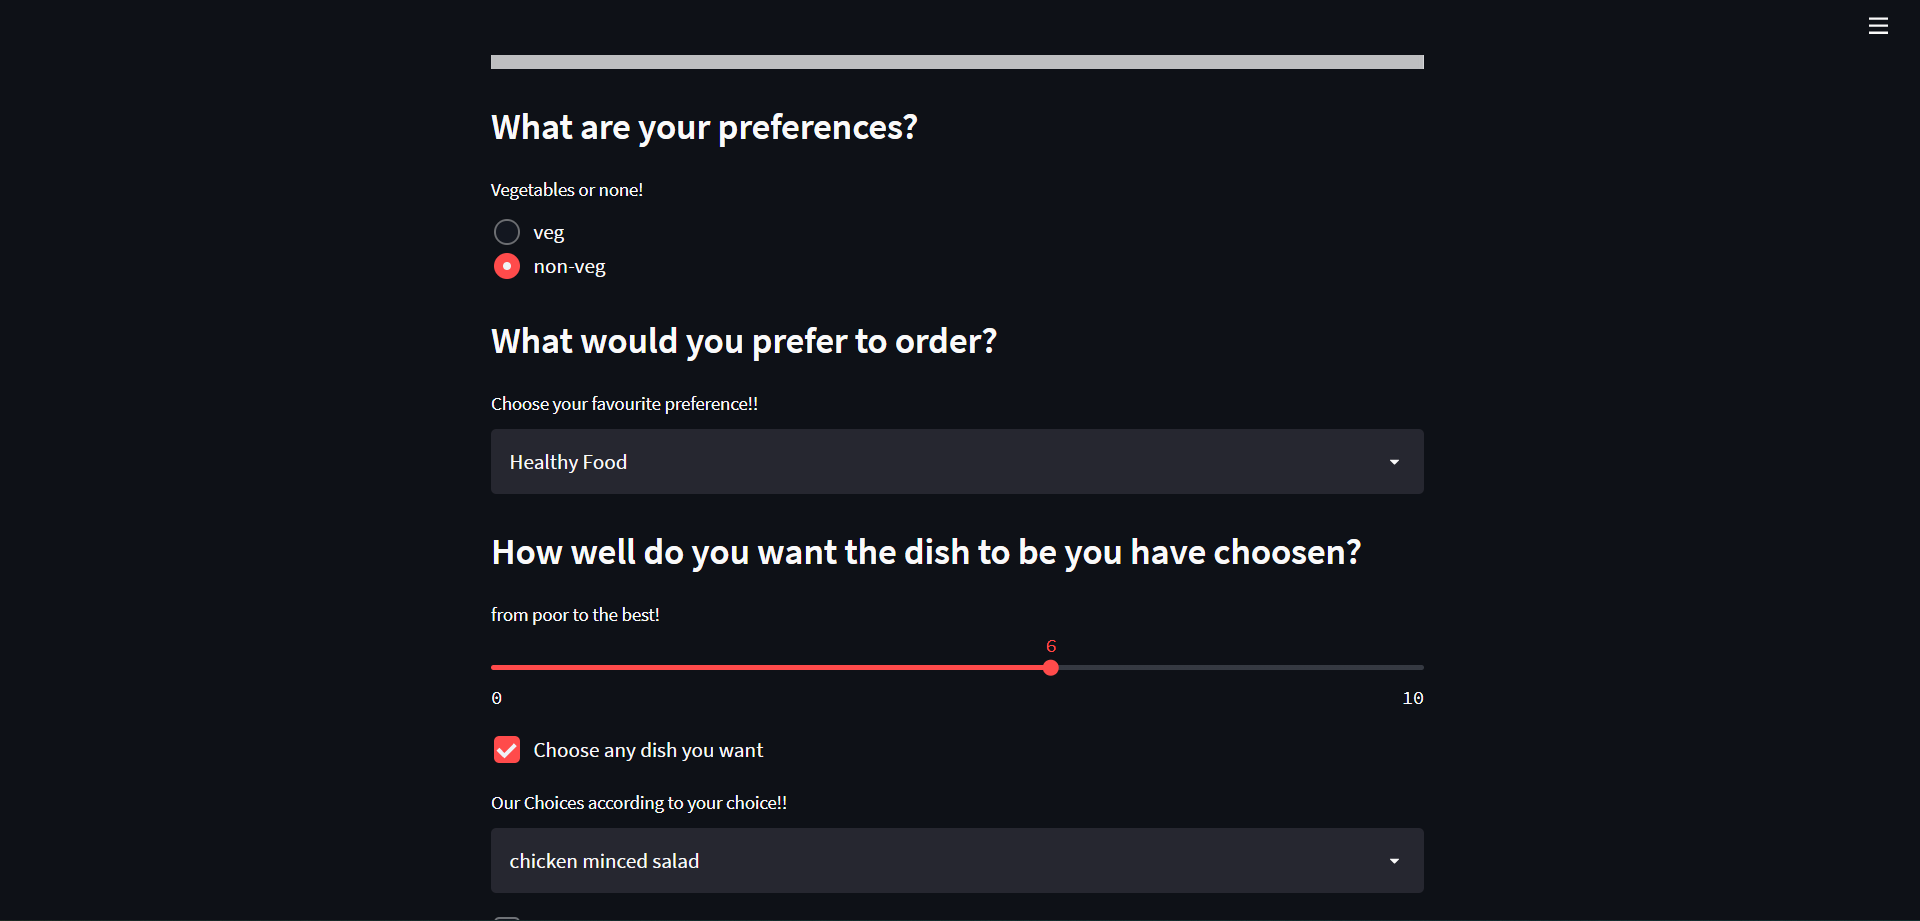 What are your preferences?
Vegetables or none!
veg
non-veg
What would you prefer to order?
Choose your favourite preference!!
Healthy Food
How well do you want the dish to be you have choosen?
from poor to the best!
6
0 10
Choose any dish you want
Our Choices according to your choice!!
chicken minced salad